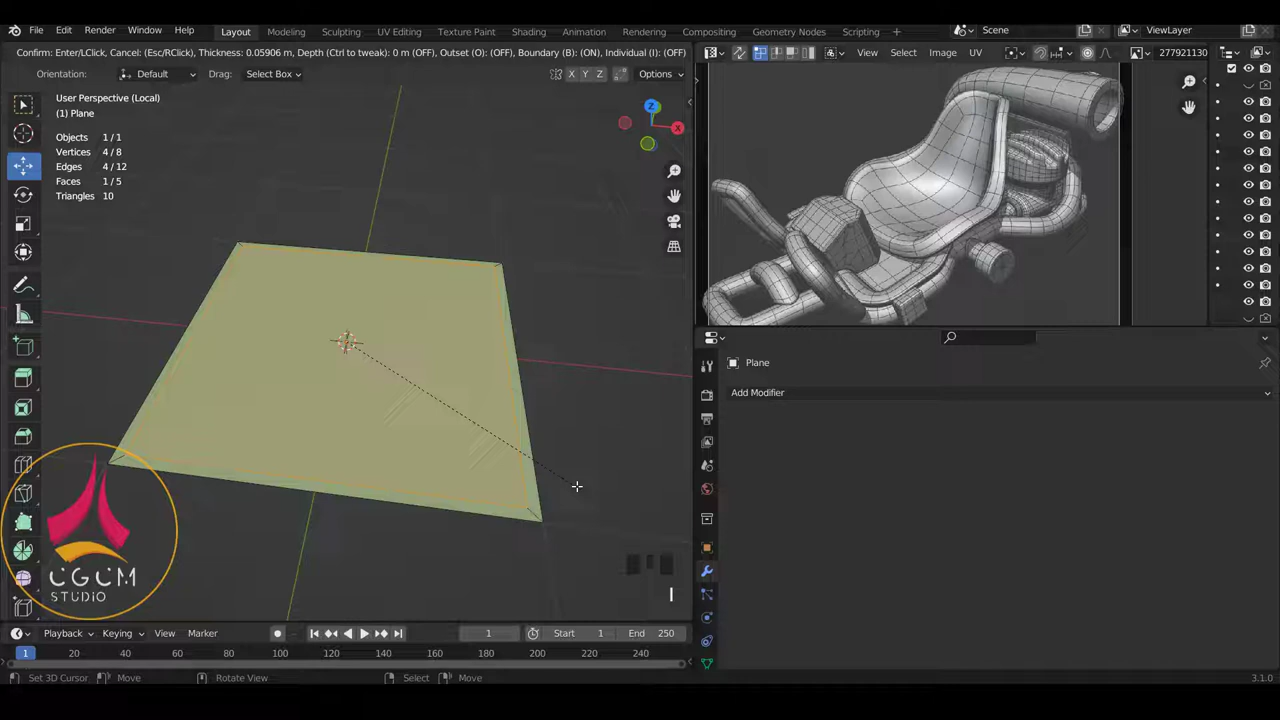 File Edit Render Window Help Layout Modeling Sculpting UV Editing Texture Paint Shading Animation Rendering Compositing Geometry Nodes Scripting + Scene ViewLayer
Confirm: Enter/LClick, Cancel: (Esc/RClick), Thickness: 0.05906 m, Depth (Ctrl to tweak): 0 m (OFF), Outset (O): (OFF), Boundary (B): (ON), Individual (I): (OFF)
View Select Image UV 277921130
Orientation: Default Drag: Select Box X Y Z Options
User Perspective (Local)
(1) Plane
Objects 1/1
Vertices 4/8
Edges 4/12
Faces 1/5
Triangles 10
Z
X
Plane
Add Modifier
CGCM
STUDIO
I
Playback Keying View Marker 1 Start 1 End 250
1 20 40 60 80 100 120 140 160 180 200 220 240
Set 3D Cursor Move Rotate View Select Move 3.1.0